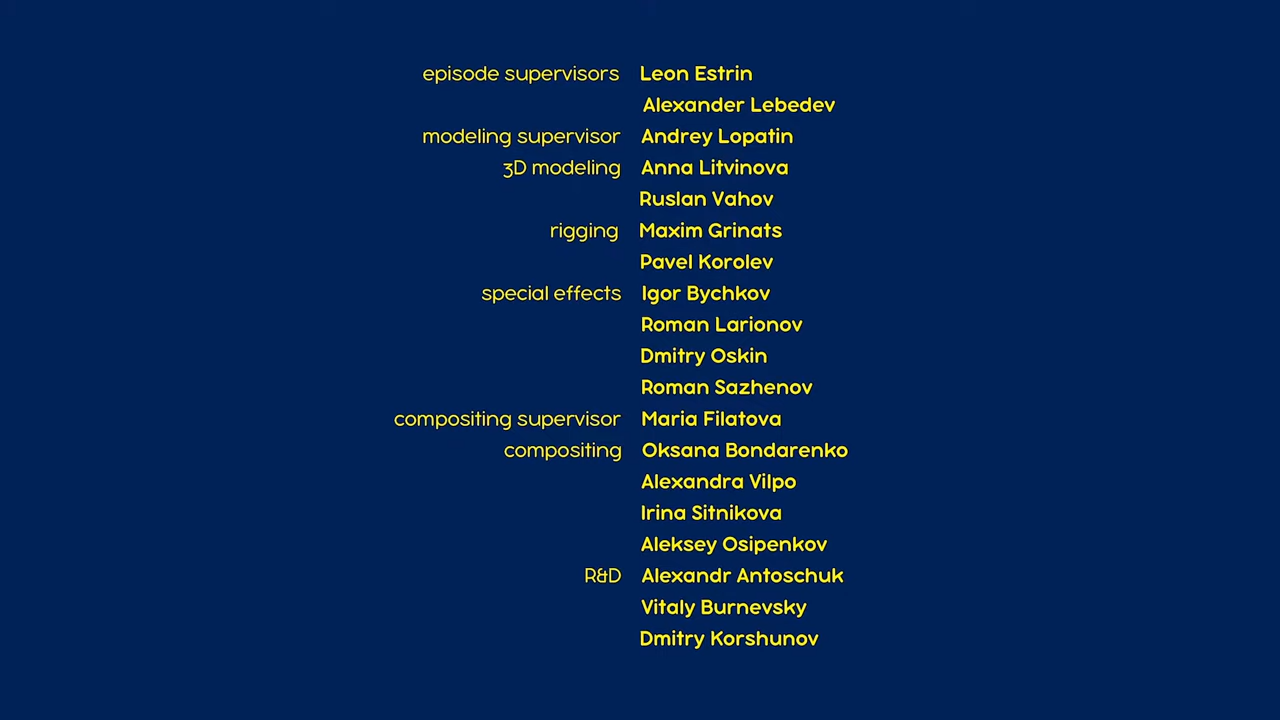 episode supervisors Leon Estrin
Alexander Lebedev
modeling supervisor Andrey Lopatin
3D modeling Anna Litvinova
Ruslan Vahov
rigging Maxim Grinats
Pavel Korolev
special effects Igor Bychkov
Roman Larionov
Dmitry Oskin
Roman Sazhenov
compositing supervisor Maria Filatova
compositing Oksana Bondarenko
Alexandra Vilpo
Irina Sitnikova
Aleksey Osipenkov
R&D Alexandr Antoschuk
Vitaly Burnevsky
Dmitry Korshunov